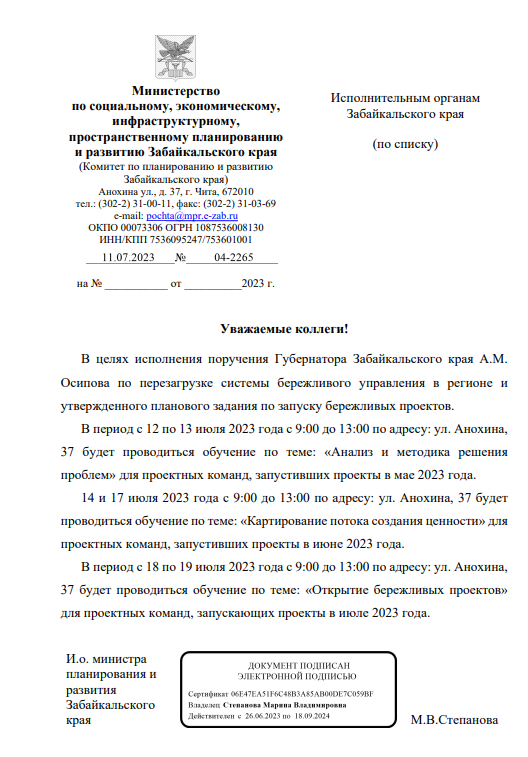 Министерство
по социальному, экономическому,
инфраструктурному,
пространственному планированию
и развитию Забайкальского края
(Комитет по планированию и развитию
Забайкальского края)
Анохина ул., д. 37, г. Чита, 672010
тел.: (302-2) 31-00-11, факс: (302-2) 31-03-69
e-mail: pochta@mpr.e-zab.ru
ОКПО 00073306 ОГРН 1087536008130
ИНН/КПП 7536095247/753601001
11.07.2023 № 04-2265
на № ____________ от ___________2023 г.
Исполнительным органам
Забайкальского края
(по списку)
Уважаемые коллеги!
В целях исполнения поручения Губернатора Забайкальского края А.М.
Осипова по перезагрузке системы бережливого управления в регионе и
утвержденного планового задания по запуску бережливых проектов.
В период с 12 по 13 июля 2023 года с 9:00 до 13:00 по адресу: ул. Анохина,
37 будет проводиться обучение по теме: «Анализ и методика решения
проблем» для проектных команд, запустивших проекты в мае 2023 года.
14 и 17 июля 2023 года с 9:00 до 13:00 по адресу: ул. Анохина, 37 будет
проводиться обучение по теме: «Картирование потока создания ценности» для
проектных команд, запустивших проекты в июне 2023 года.
В период с 18 по 19 июля 2023 года с 9:00 до 13:00 по адресу: ул. Анохина,
37 будет проводиться обучение по теме: «Открытие бережливых проектов»
для проектных команд, запускающих проекты в июле 2023 года.
И.о. министра
планирования и
развития
Забайкальского
края
ДОКУМЕНТ ПОДПИСАН
ЭЛЕКТРОННОЙ ПОДПИСЬЮ
Сертификат 06E47EA51F6C48B3A85AB00DE7C059BF
Владелец Степанова Марина Владимировна
Действителен с 26.06.2023 по 18.09.2024
М.В.Степанова